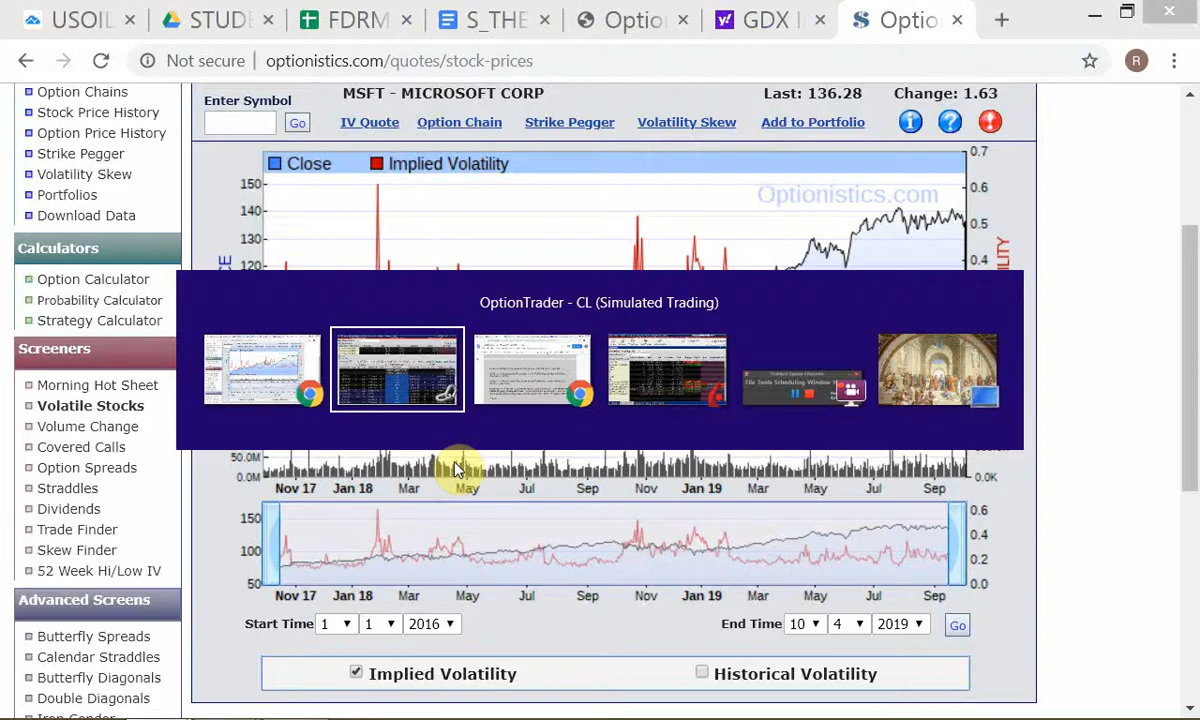 USOIL
STUD
FDRM
S_THE
Optio
GDX I
Optio
Not secure
optionistics.com/quotes/stock-prices
R
Option Chains
Stock Price History
Option Price History
Strike Pegger
Volatility Skew
Portfolios
Download Data
Calculators
Option Calculator
Probability Calculator
Strategy Calculator
Screeners
Morning Hot Sheet
Volatile Stocks
Volume Change
Covered Calls
Option Spreads
Straddles
Dividends
Trade Finder
Skew Finder
52 Week Hi/Low IV
Advanced Screens
Butterfly Spreads
Calendar Straddles
Butterfly Diagonals
Double Diagonals
Iron Condor
Enter Symbol
Go
MSFT - MICROSOFT CORP
Last: 136.28 Change: 1.63
IV Quote Option Chain Strike Pegger Volatility Skew Add to Portfolio
Close Implied Volatility
Optionistics.com
150
140
130
120
0.7
0.6
0.5
0.4
OptionTrader - CL (Simulated Trading)
File Tools Scheduling Window H
50.0M
0.0M
0.0K
Nov 17 Jan 18 Mar May Jul Sep Nov Jan 19 Mar May Jul Sep
150
100
50
0.6
0.4
0.2
0.0
Nov 17 Jan 18 Mar May Jul Sep Nov Jan 19 Mar May Jul Sep
Start Time 1 1 2016 End Time 10 4 2019 Go
Implied Volatility Historical Volatility